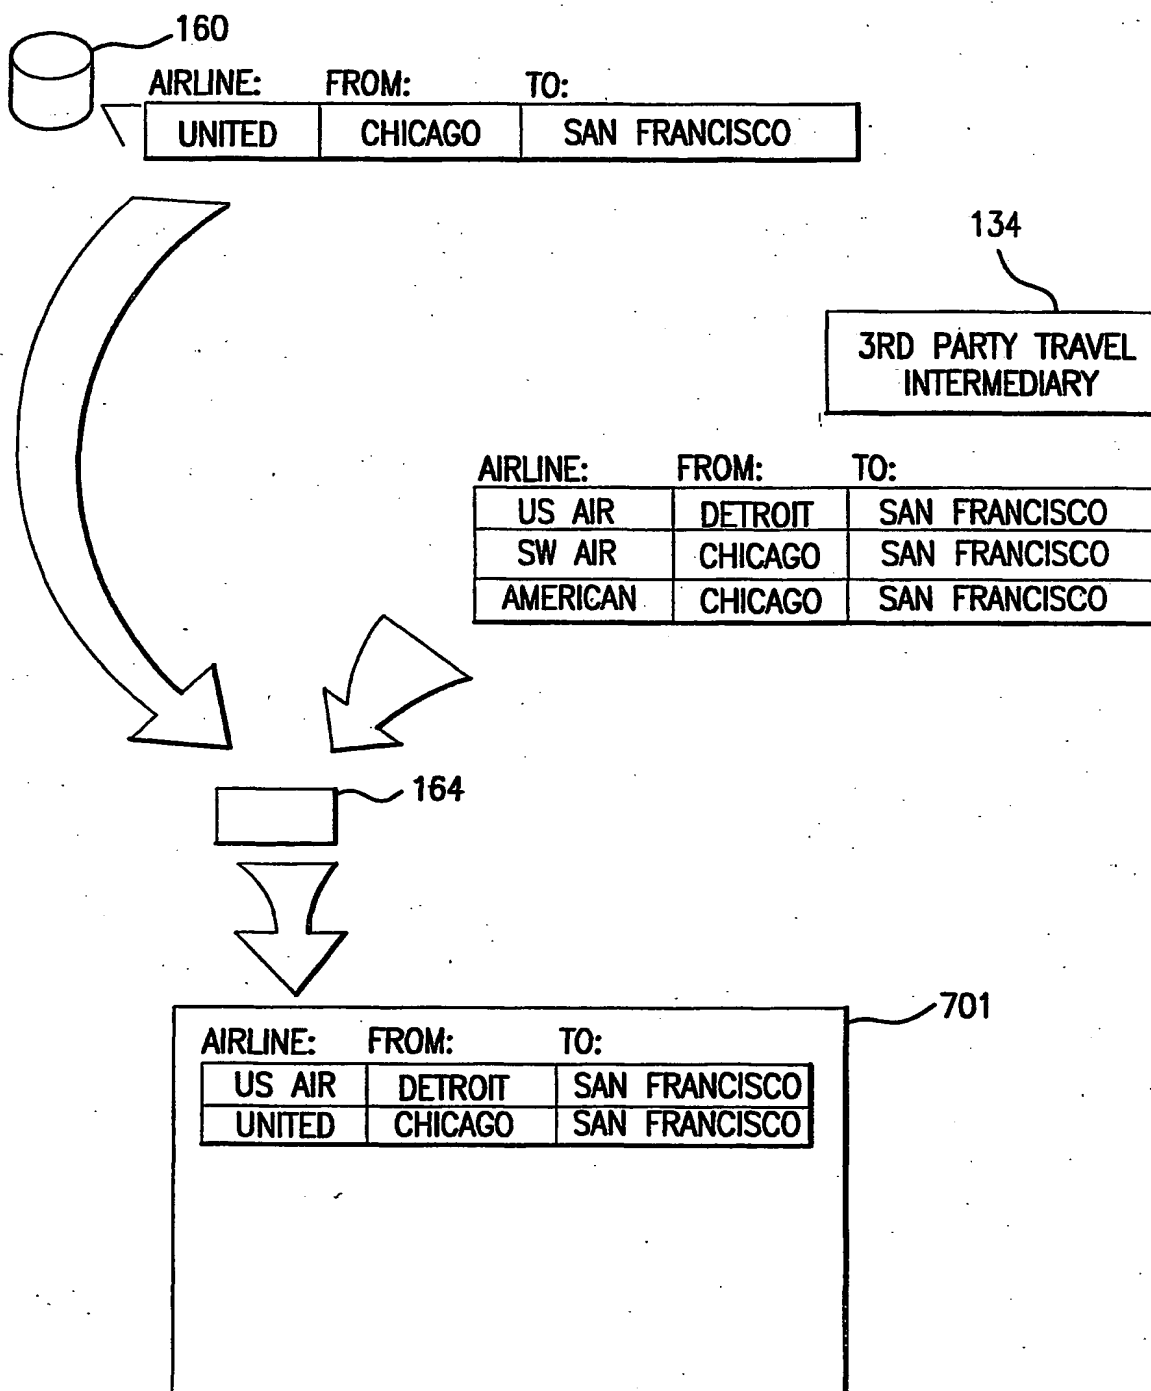 160
AIRLINE: FROM: TO:
UNITED CHICAGO SAN FRANCISCO
134
3RD PARTY TRAVEL
INTERMEDIARY
AIRLINE: FROM: TO:
US AIR DETROIT SAN FRANCISCO
SW AIR CHICAGO SAN FRANCISCO
AMERICAN CHICAGO SAN FRANCISCO
164
701
AIRLINE: FROM: TO:
US AIR DETROIT SAN FRANCISCO
UNITED CHICAGO SAN FRANCISCO